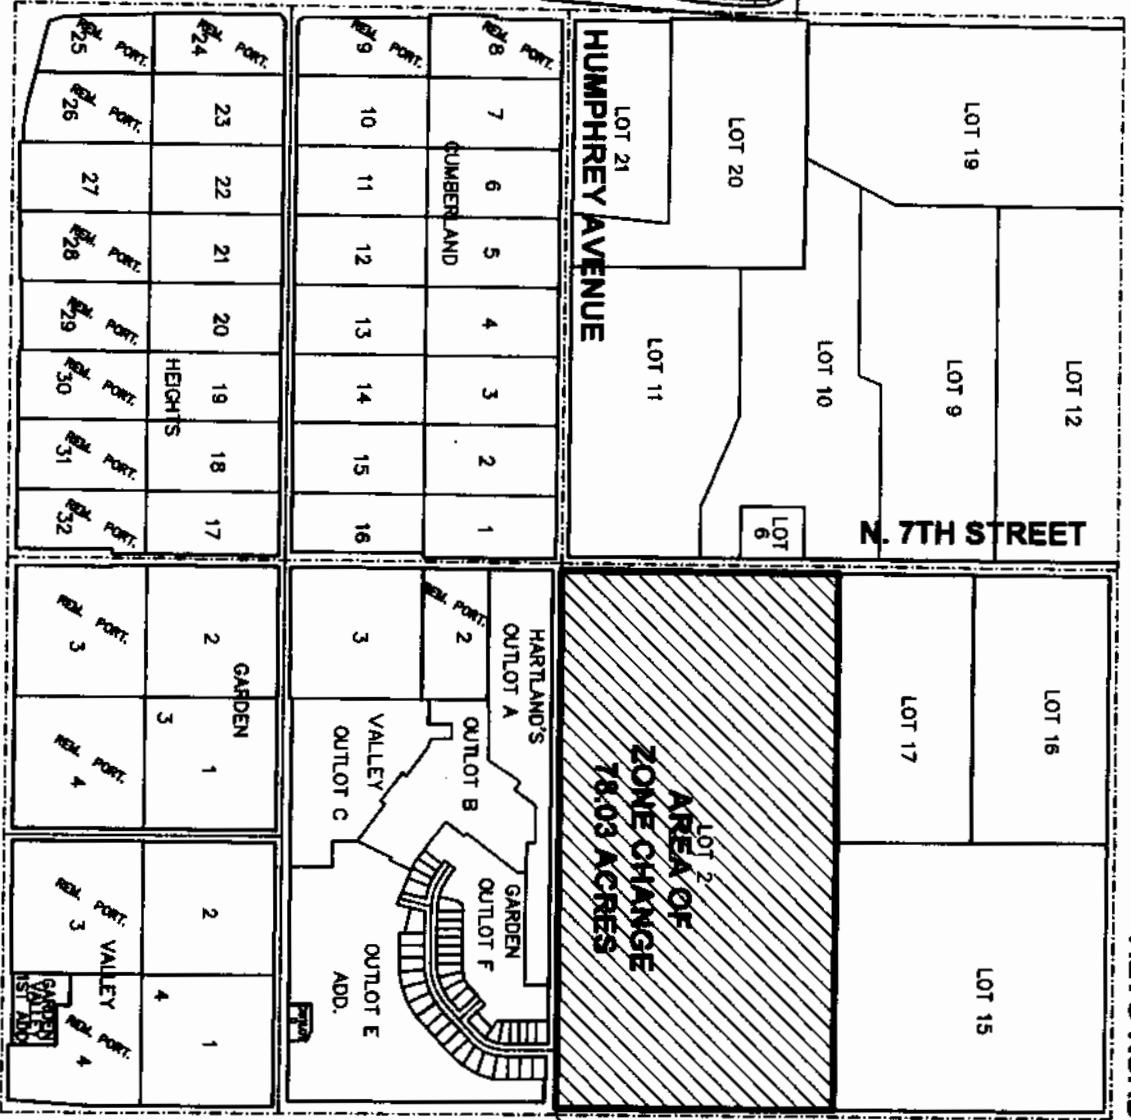 REM. PORT.
25
REM. PORT.
24
REM. PORT.
9
REM. PORT.
8
HUMPHREY AVENUE
LOT 21
LOT 20
LOT 19
REM. PORT.
26
23
10
7
27
22
11
CUMBERLAND
6
REM. PORT.
28
21
12
5
REM. PORT.
29
20
13
4
LOT 11
LOT 10
LOT 9
LOT 12
REM. PORT.
30
HEIGHTS
19
14
3
REM. PORT.
31
18
15
2
REM. PORT.
32
17
16
1
LOT
6
N. 7TH STREET
REM. PORT.
3
2
GARDEN
3
REM. PORT.
2
HARTLAND'S
OUTLOT A
LOT 17
LOT 16
REM. PORT.
4
3
1
VALLEY
OUTLOT C
OUTLOT B
LOT 2
AREA OF
ZONE CHANGE
78.03 ACRES
REM. PORT.
3
VALLEY
2
GARDEN
OUTLOT F
OUTLOT E
ADD.
LOT 15
GARDEN
VALLEY
1ST ADD
REM. PORT.
4
4
1